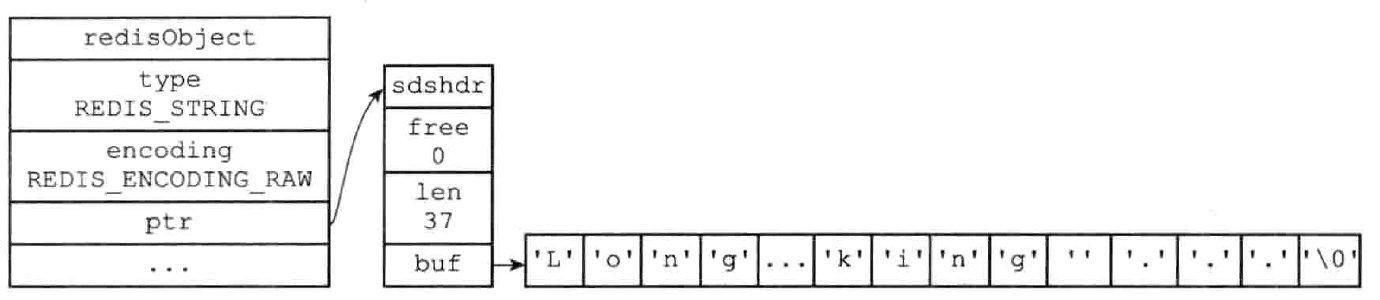 redisObject
type
REDIS_STRING
encoding
REDIS_ENCODING_RAW
ptr
...
sdshdr
free
0
len
37
buf
'L' 'o' 'n' 'g' ... 'k' 'i' 'n' 'g' '' '.' '.' '.' '\0'